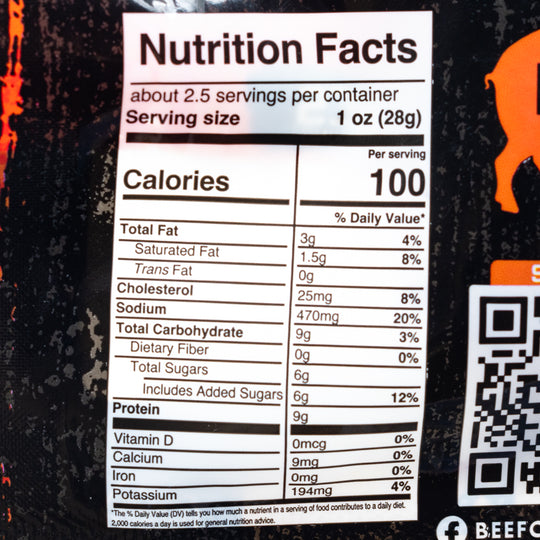 Nutrition Facts
about 2.5 servings per container
Serving size 1 oz (28g)
Per serving
Calories 100
% Daily Value*
Total Fat 3g 4%
Saturated Fat 1.5g 8%
Trans Fat 0g
Cholesterol 25mg 8%
Sodium 470mg 20%
Total Carbohydrate 9g 3%
Dietary Fiber 0g 0%
Total Sugars 6g
Includes Added Sugars 6g 12%
Protein 9g
Vitamin D 0mcg 0%
Calcium 9mg 0%
Iron 0mg 0%
Potassium 194mg 4%
*The % Daily Value (DV) tells you how much a nutrient in a serving of food contributes to a daily diet.
2,000 calories a day is used for general nutrition advice.